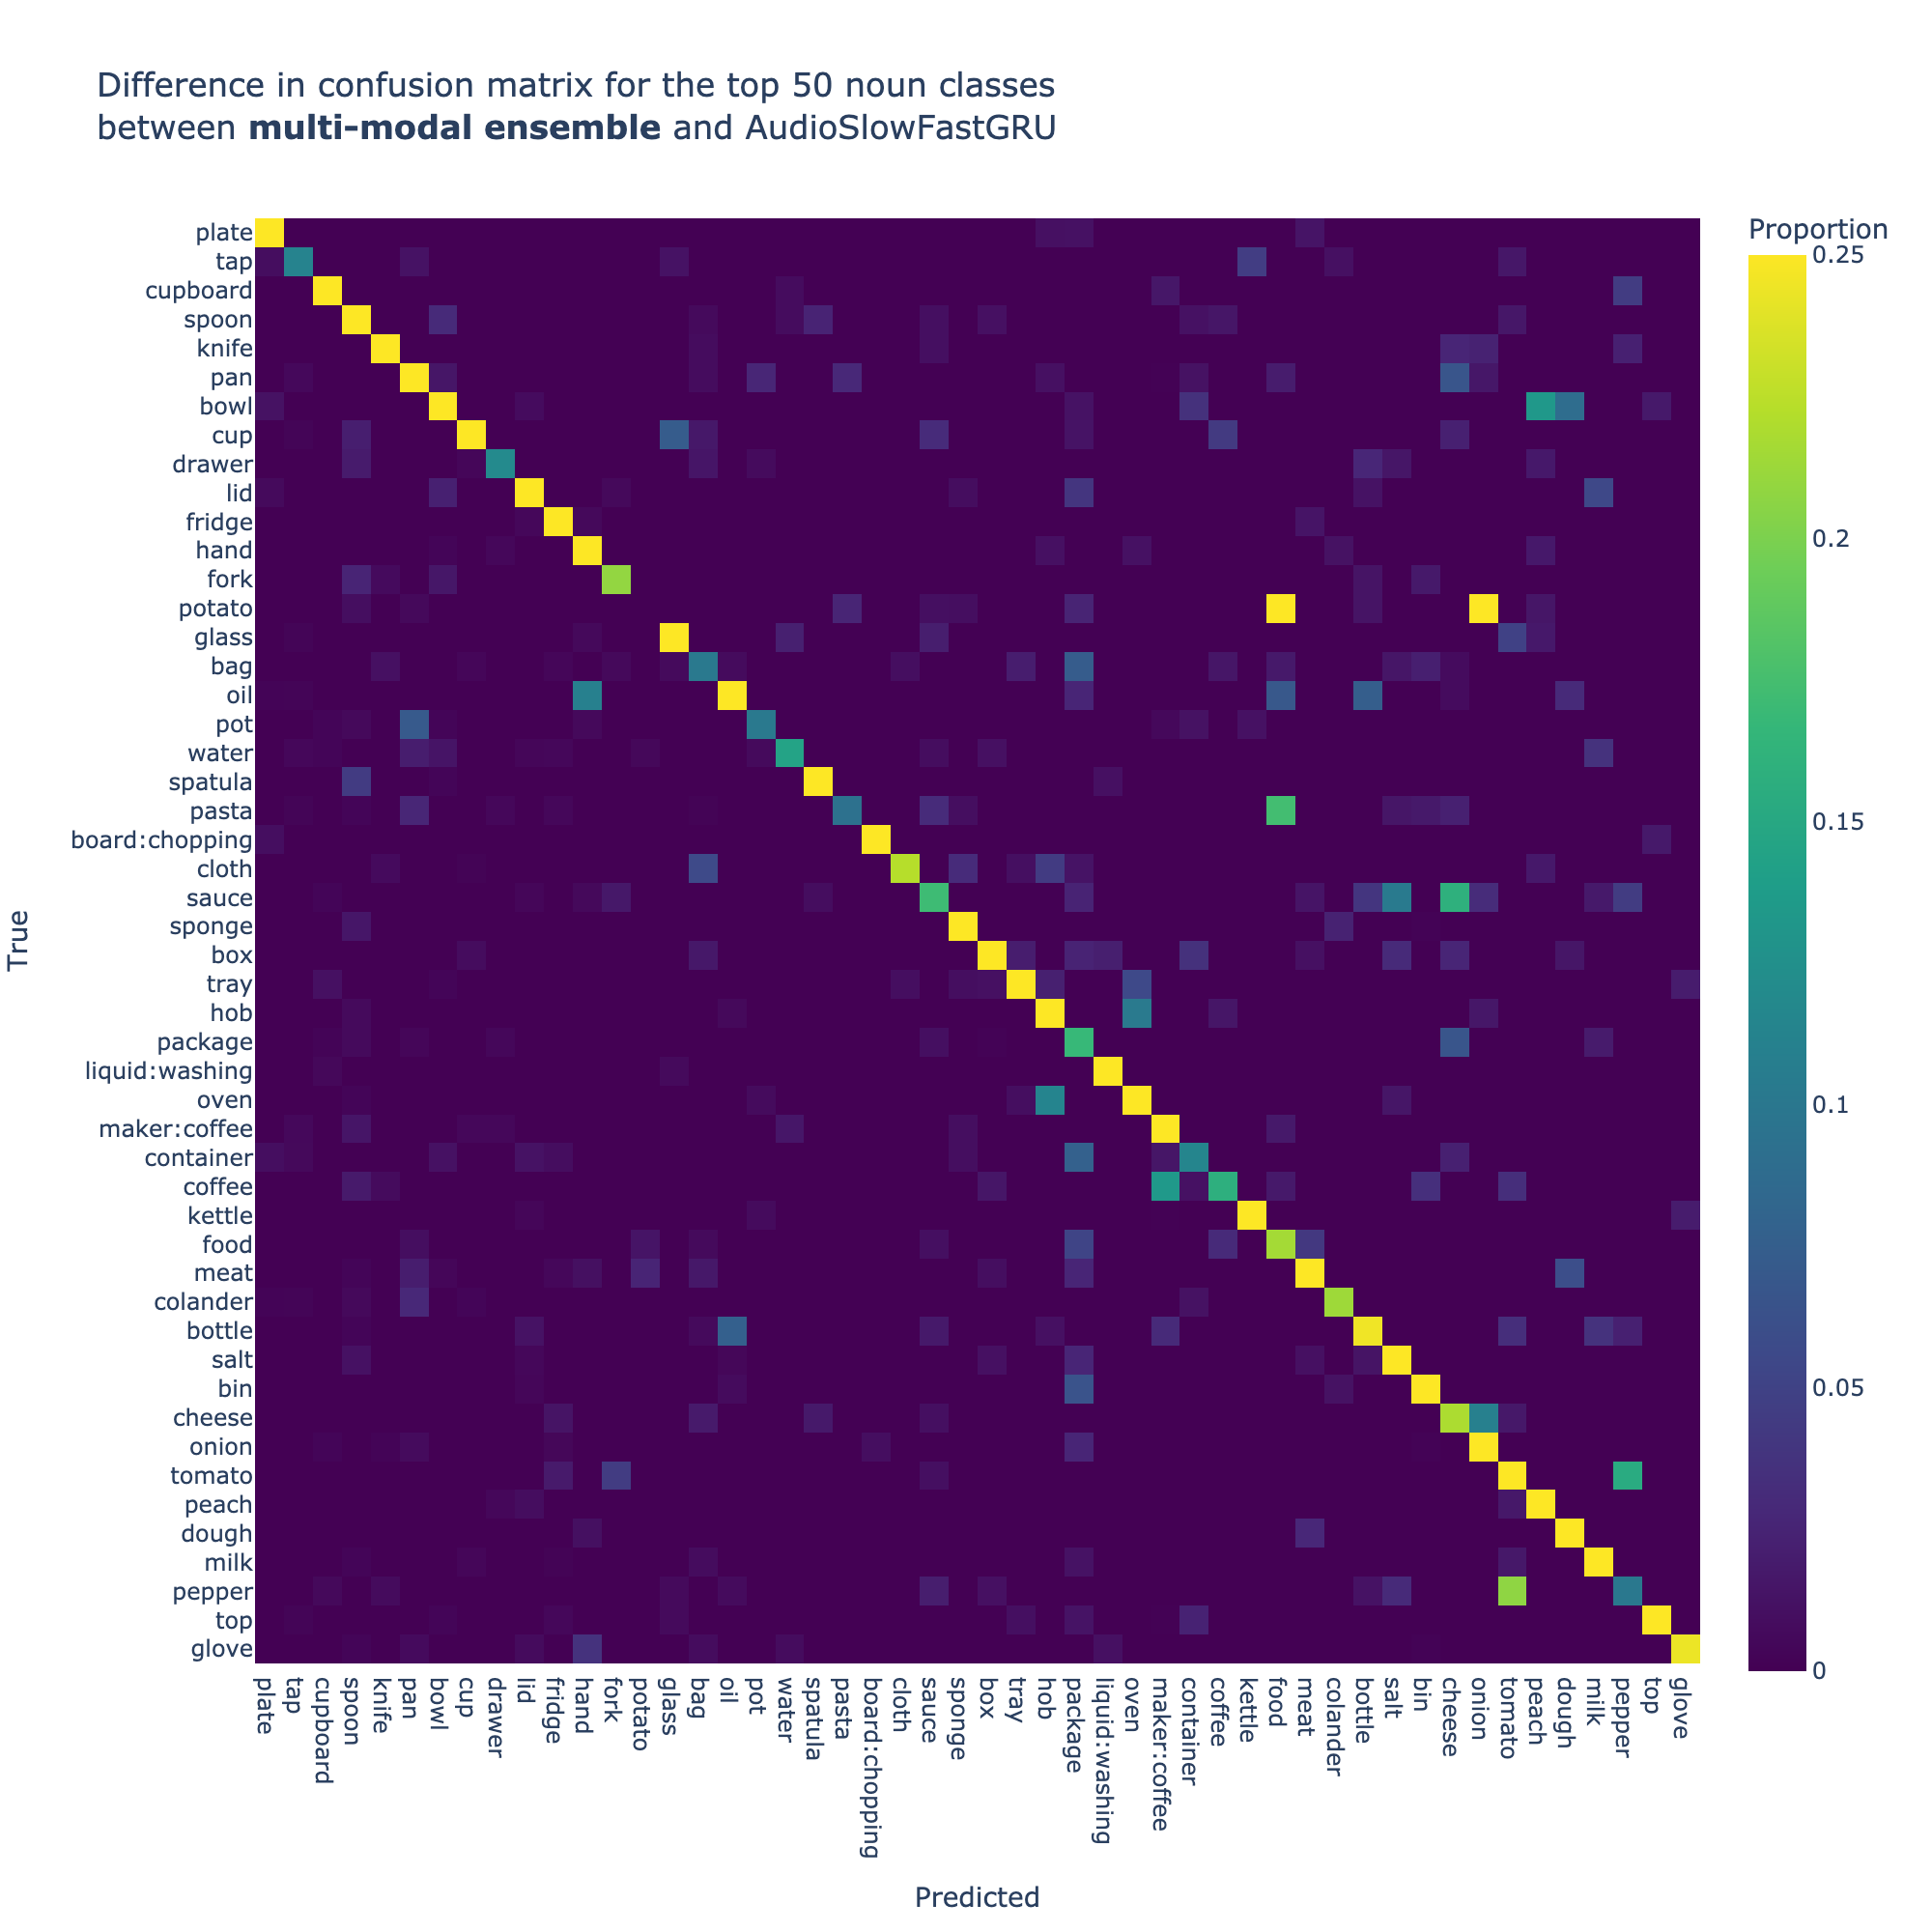 Difference in confusion matrix for the top 50 noun classes
between multi-modal ensemble and AudioSlowFastGRU
Proportion
0.25
0.2
0.15
0.1
0.05
0
True
plate
tap
cupboard
spoon
knife
pan
bowl
cup
drawer
lid
fridge
hand
fork
potato
glass
bag
oil
pot
water
spatula
pasta
board:chopping
cloth
sauce
sponge
box
tray
hob
package
liquid:washing
oven
maker:coffee
container
coffee
kettle
food
meat
colander
bottle
salt
bin
cheese
onion
tomato
peach
dough
milk
pepper
top
glove
plate
tap
cupboard
spoon
knife
pan
bowl
cup
drawer
lid
fridge
hand
fork
potato
glass
bag
oil
pot
water
spatula
pasta
board:chopping
cloth
sauce
sponge
box
tray
hob
package
liquid:washing
oven
maker:coffee
container
coffee
kettle
food
meat
colander
bottle
salt
bin
cheese
onion
tomato
peach
dough
milk
pepper
top
glove
Predicted